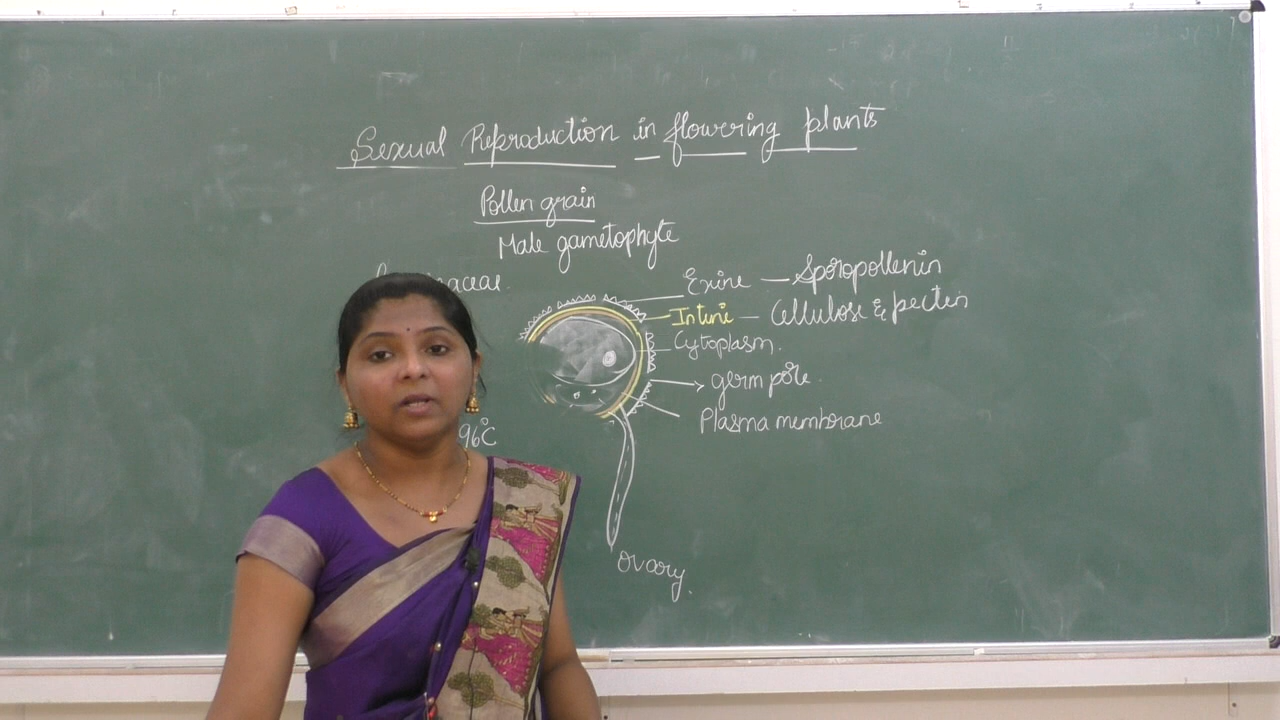 Sexual Reproduction in flowering plants
Pollen grain
Male gametophyte
Exine — Sporopollenin
Intine — Cellulose & pectin
Cytoplasm.
germ pore.
Plasma membrane
96°C
Ovary.